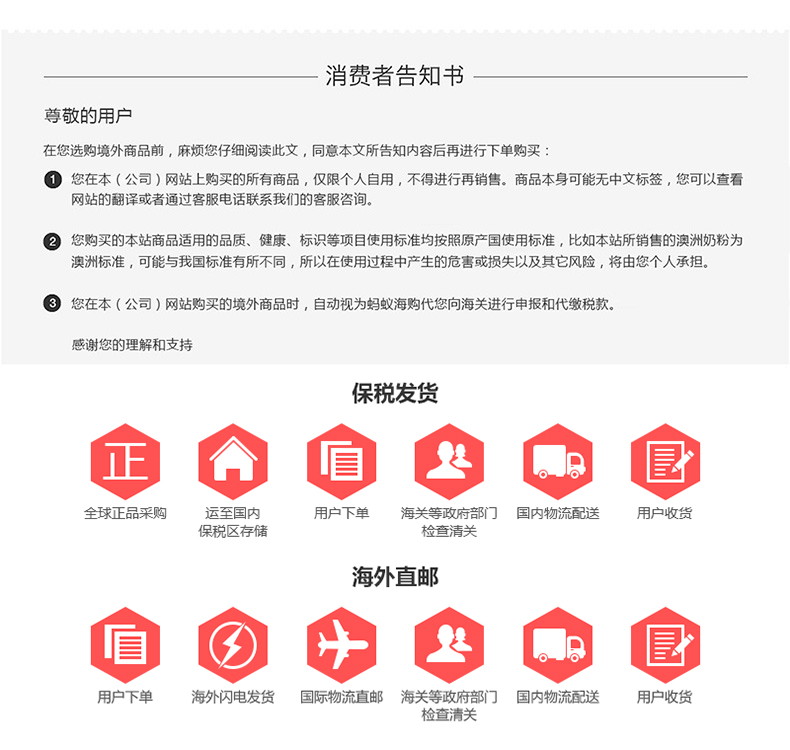 消费者告知书
尊敬的用户
在您选购境外商品前，麻烦您仔细阅读此文，同意本文所告知内容后再进行下单购买：
1 您在本（公司）网站上购买的所有商品，仅限个人自用，不得进行再销售。商品本身可能无中文标签，您可以查看
网站的翻译或者通过客服电话联系我们的客服咨询。
2 您购买的本站商品适用的品质、健康、标识等项目使用标准均按照原产国使用标准，比如本站所销售的澳洲奶粉为
澳洲标准，可能与我国标准有所不同，所以在使用过程中产生的危害或损失以及其它风险，将由您个人承担。
3 您在本（公司）网站购买的境外商品时，自动视为蚂蚁海购代您向海关进行申报和代缴税款。
感谢您的理解和支持
保税发货
正
全球正品采购 运至国内 用户下单 海关等政府部门 国内物流配送 用户收货
保税区存储 检查清关
海外直邮
用户下单 海外闪电发货 国际物流直邮 海关等政府部门 国内物流配送 用户收货
检查清关